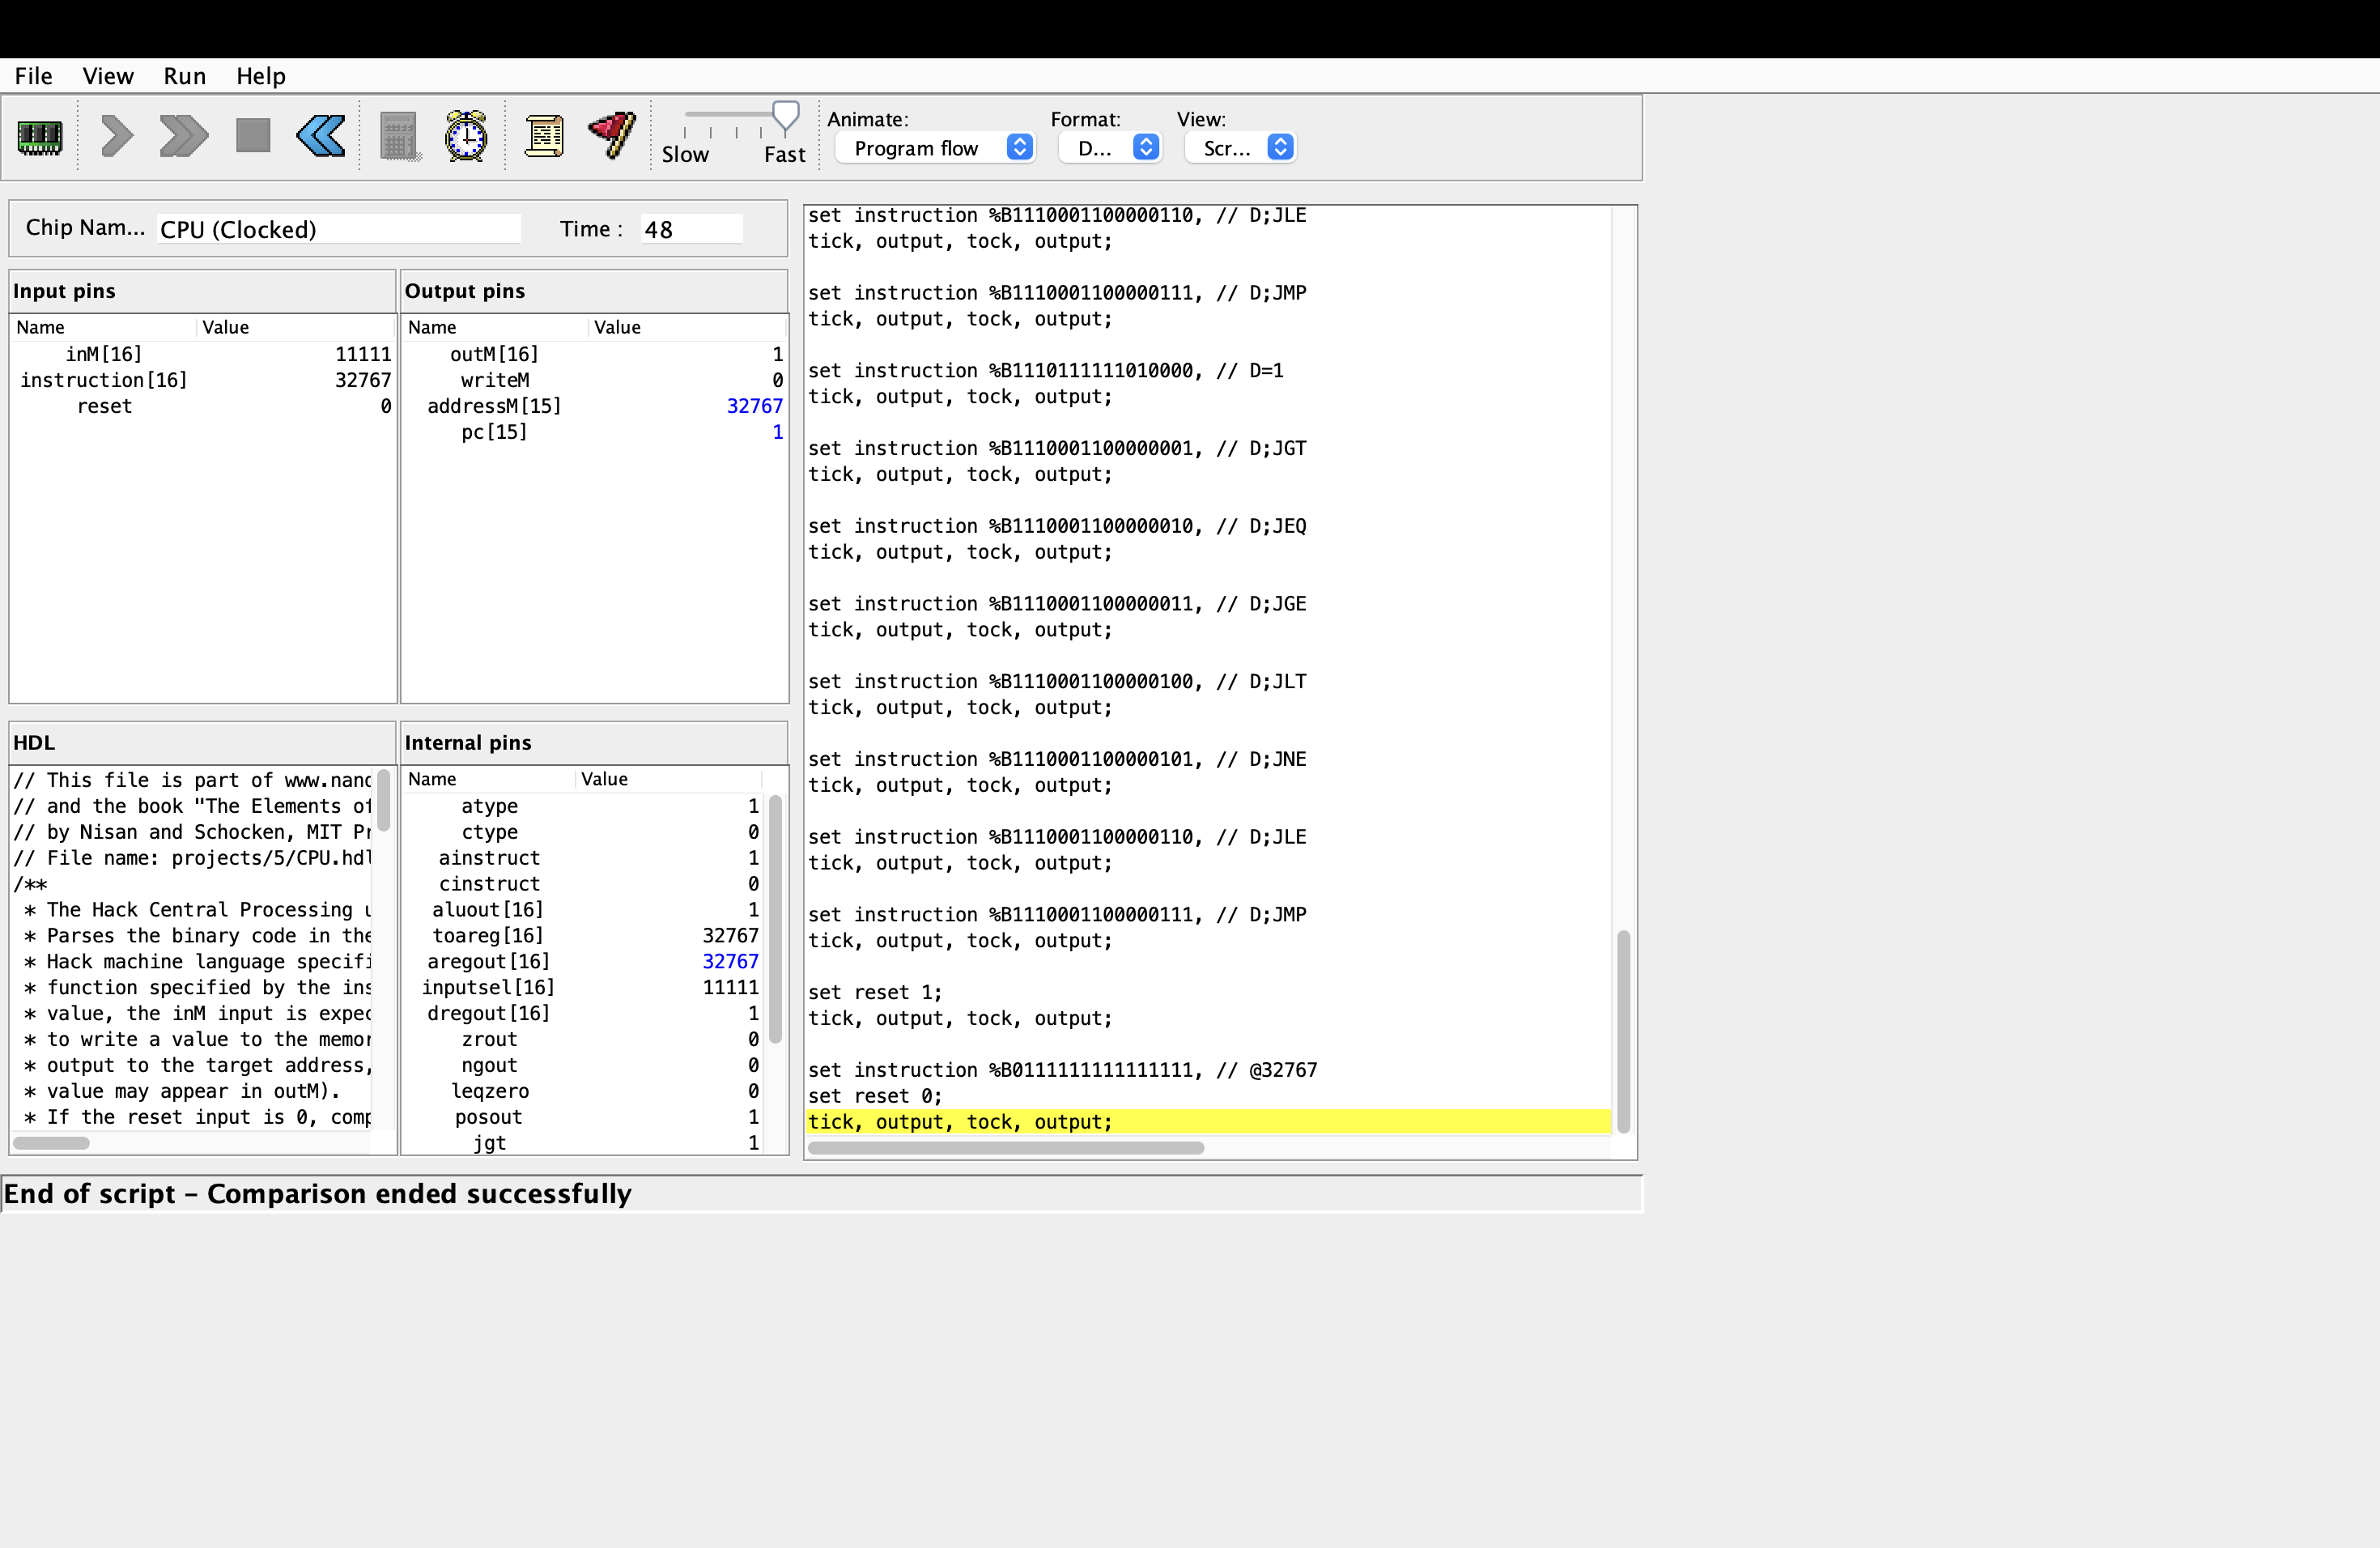 File View Run Help
Slow Fast
Animate:
Program flow
Format:
D...
View:
Scr...
Chip Nam... CPU (Clocked) Time : 48
Input pins
Name Value
inM[16] 11111
instruction[16] 32767
reset 0
Output pins
Name Value
outM[16] 1
writeM 0
addressM[15] 32767
pc[15] 1
HDL
// This file is part of www.nand
// and the book "The Elements of
// by Nisan and Schocken, MIT Pr
// File name: projects/5/CPU.hdl
/**
* The Hack Central Processing u
* Parses the binary code in the
* Hack machine language specifi
* function specified by the ins
* value, the inM input is expec
* to write a value to the memor
* output to the target address,
* value may appear in outM).
* If the reset input is 0, comp
Internal pins
Name Value
atype 1
ctype 0
ainstruct 1
cinstruct 0
aluout[16] 1
toareg[16] 32767
aregout[16] 32767
inputsel[16] 11111
dregout[16] 1
zrout 0
ngout 0
leqzero 0
posout 1
jgt 1
set instruction %B1110001100000110, // D;JLE
tick, output, tock, output;
set instruction %B1110001100000111, // D;JMP
tick, output, tock, output;
set instruction %B1110111111010000, // D=1
tick, output, tock, output;
set instruction %B1110001100000001, // D;JGT
tick, output, tock, output;
set instruction %B1110001100000010, // D;JEQ
tick, output, tock, output;
set instruction %B1110001100000011, // D;JGE
tick, output, tock, output;
set instruction %B1110001100000100, // D;JLT
tick, output, tock, output;
set instruction %B1110001100000101, // D;JNE
tick, output, tock, output;
set instruction %B1110001100000110, // D;JLE
tick, output, tock, output;
set instruction %B1110001100000111, // D;JMP
tick, output, tock, output;
set reset 1;
tick, output, tock, output;
set instruction %B0111111111111111, // @32767
set reset 0;
tick, output, tock, output;
End of script – Comparison ended successfully